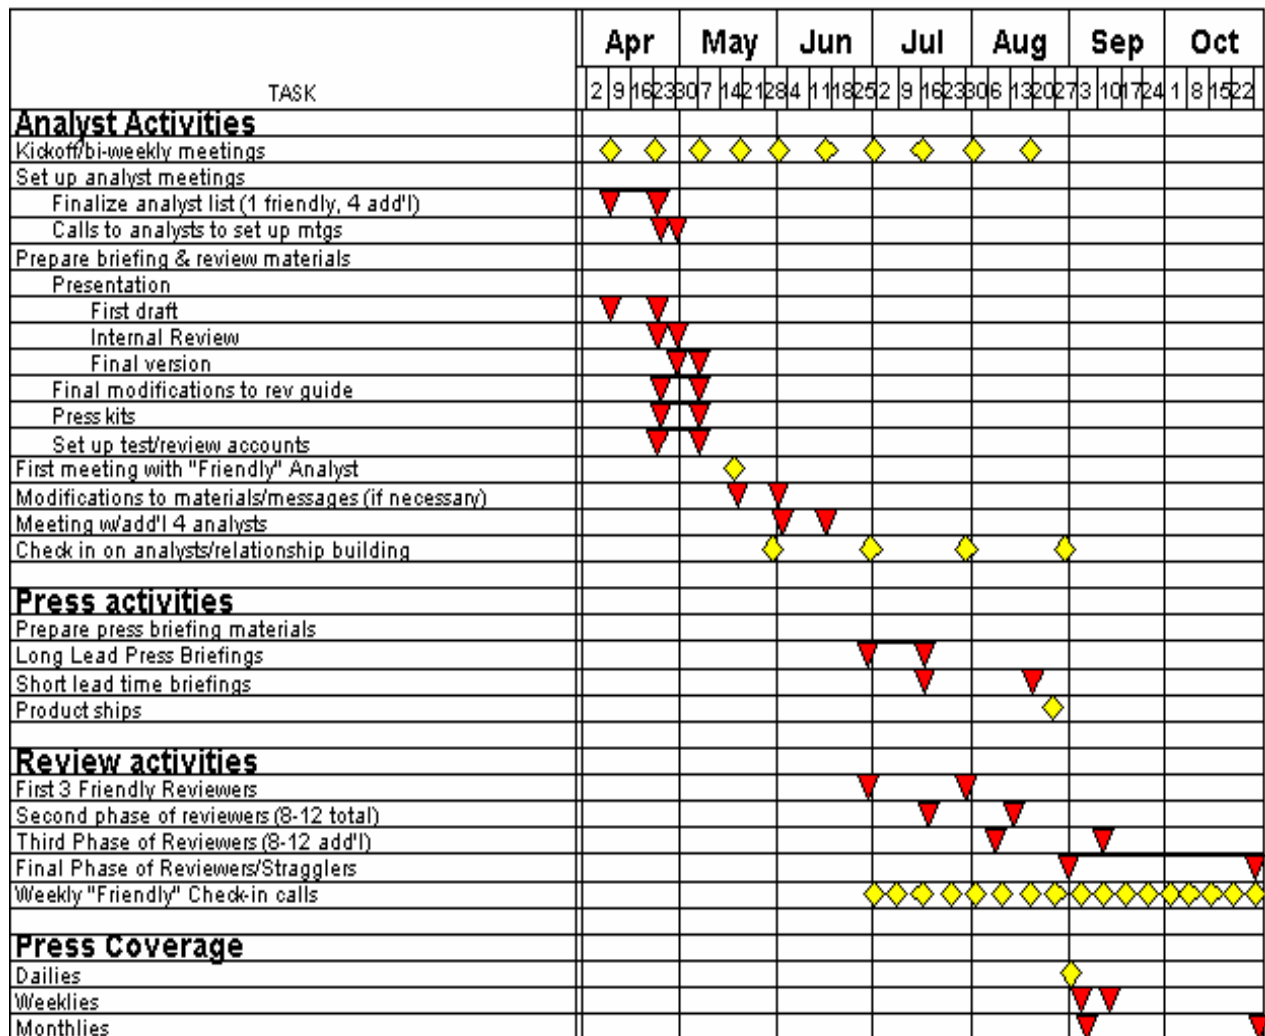 Apr May Jun Jul Aug Sep Oct
TASK 2 9 16 23 30 7 14 21 28 4 11 18 25 2 9 16 23 30 6 13 20 27 3 10 17 24 1 8 15 22
Analyst Activities
Kickoff/bi-weekly meetings
Set up analyst meetings
Finalize analyst list (1 friendly, 4 add'l)
Calls to analysts to set up mtgs
Prepare briefing & review materials
Presentation
First draft
Internal Review
Final version
Final modifications to rev guide
Press kits
Set up test/review accounts
First meeting with "Friendly" Analyst
Modifications to materials/messages (if necessary)
Meeting w/add'l 4 analysts
Check in on analysts/relationship building
Press activities
Prepare press briefing materials
Long Lead Press Briefings
Short lead time briefings
Product ships
Review activities
First 3 Friendly Reviewers
Second phase of reviewers (8-12 total)
Third Phase of Reviewers (8-12 add'l)
Final Phase of Reviewers/Stragglers
Weekly "Friendly" Check-in calls
Press Coverage
Dailies
Weeklies
Monthlies